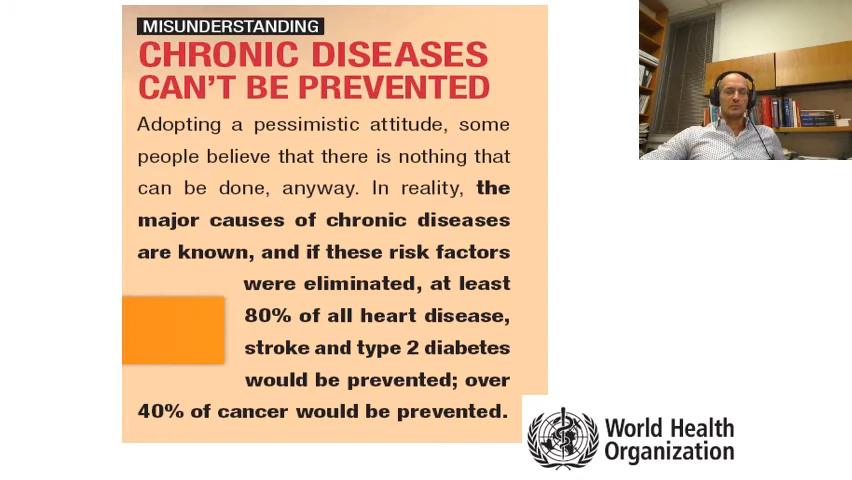 MISUNDERSTANDING
CHRONIC DISEASES
CAN'T BE PREVENTED
Adopting a pessimistic attitude, some
people believe that there is nothing that
can be done, anyway. In reality, the
major causes of chronic diseases
are known, and if these risk factors
were eliminated, at least
80% of all heart disease,
stroke and type 2 diabetes
would be prevented; over
40% of cancer would be prevented.
World Health
Organization